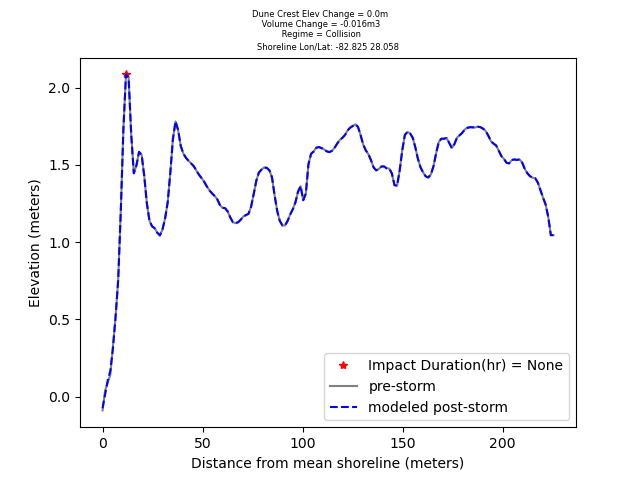 Dune Crest Elev Change = 0.0m
Volume Change = -0.016m3
Regime = Collision
Shoreline Lon/Lat: -82.825 28.058
2.0
1.5
1.0
0.5
0.0
Elevation (meters)
Impact Duration(hr) = None
pre-storm
modeled post-storm
0 50 100 150 200
Distance from mean shoreline (meters)